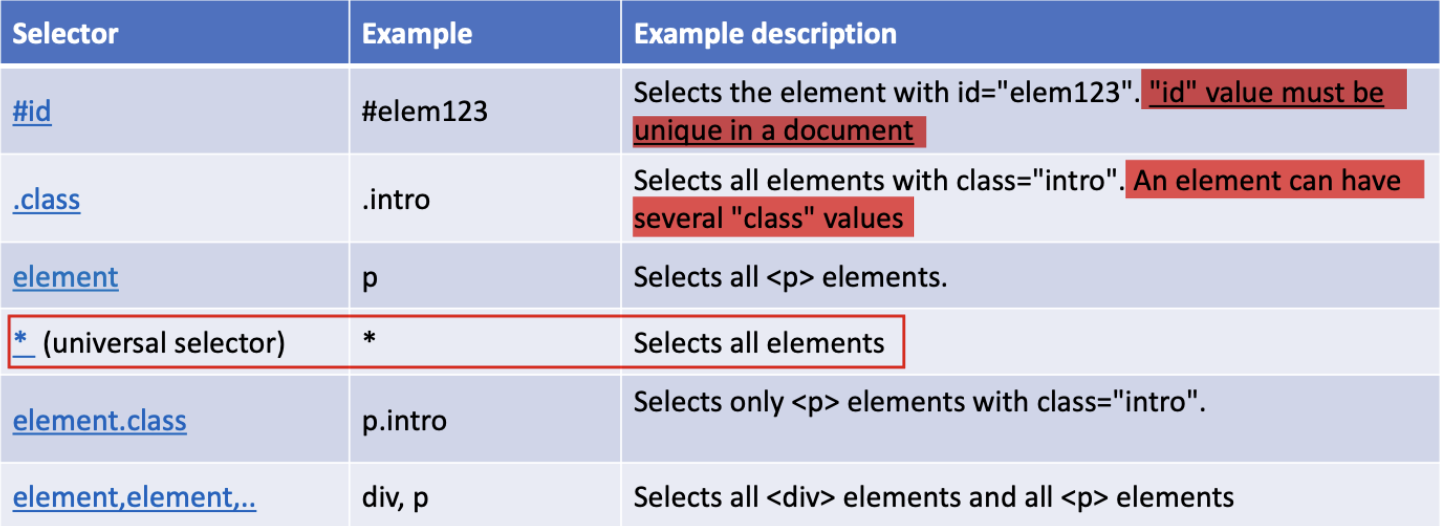 Selector Example Example description
#id #elem123 Selects the element with id="elem123". "id" value must be
unique in a document
.class .intro Selects all elements with class="intro". An element can have
several "class" values
element p Selects all <p> elements.
* (universal selector) * Selects all elements
element.class p.intro Selects only <p> elements with class="intro".
element,element,.. div, p Selects all <div> elements and all <p> elements